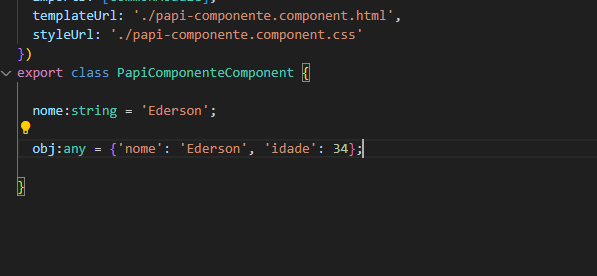 templateUrl: './papi-componente.component.html',
styleUrl: './papi-componente.component.css'
})
export class PapiComponenteComponent {
nome:string = 'Ederson';
obj:any = {'nome': 'Ederson', 'idade': 34};
}